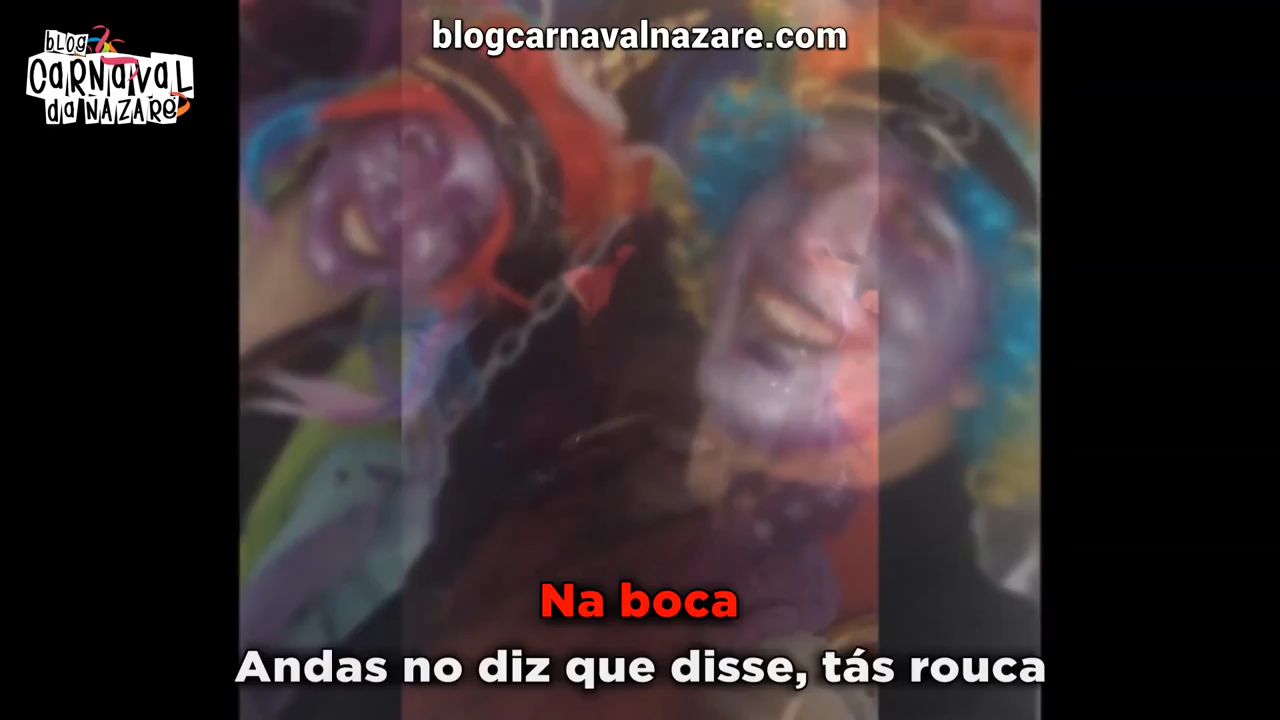 blogcarnavalnazare.com
BLOG
CARNAVAL
da NAZARÉ
Na boca
Andas no diz que disse, tás rouca